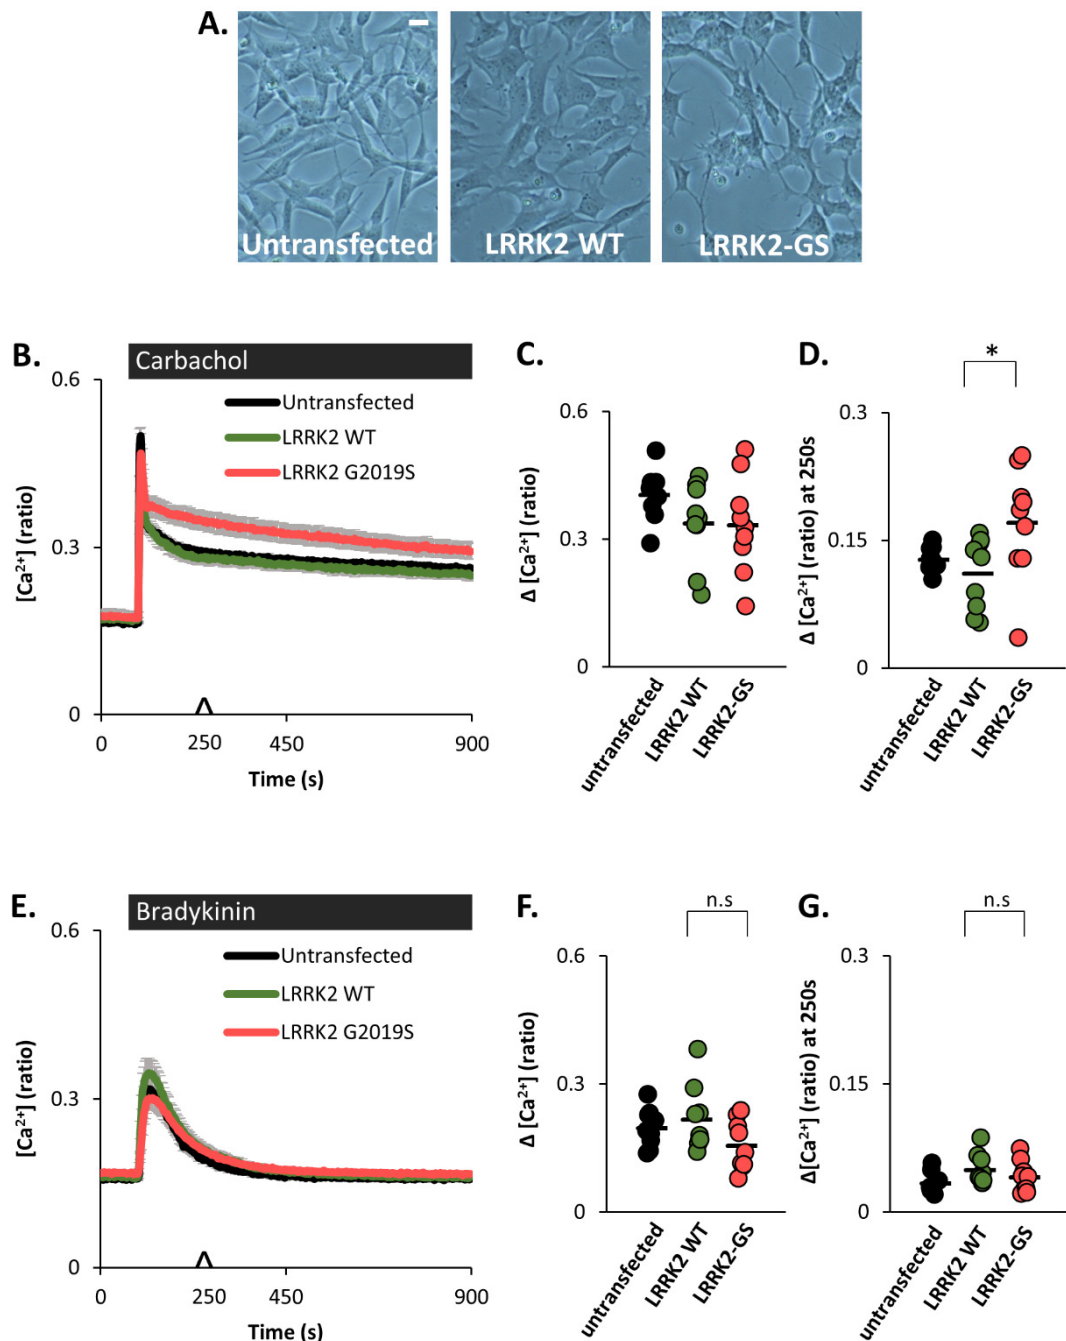 A.
Untransfected
LRRK2 WT
LRRK2-GS
B.
Carbachol
0.6
Untransfected
LRRK2 WT
LRRK2 G2019S
[Ca²⁺] (ratio)
0.3
0
^
0
250
450
900
Time (s)
C.
0.6
Δ [Ca²⁺] (ratio)
0.3
0
untransfected
LRRK2 WT
LRRK2-GS
D.
*
0.3
Δ [Ca²⁺] (ratio) at 250s
0.15
0
untransfected
LRRK2 WT
LRRK2-GS
E.
Bradykinin
0.6
Untransfected
LRRK2 WT
LRRK2 G2019S
[Ca²⁺] (ratio)
0.3
0
^
0
250
450
900
Time (s)
F.
n.s
0.6
Δ [Ca²⁺] (ratio)
0.3
0
untransfected
LRRK2 WT
LRRK2-GS
G.
n.s
0.3
Δ[Ca²⁺] (ratio) at 250s
0.15
0
untransfected
LRRK2 WT
LRRK2-GS